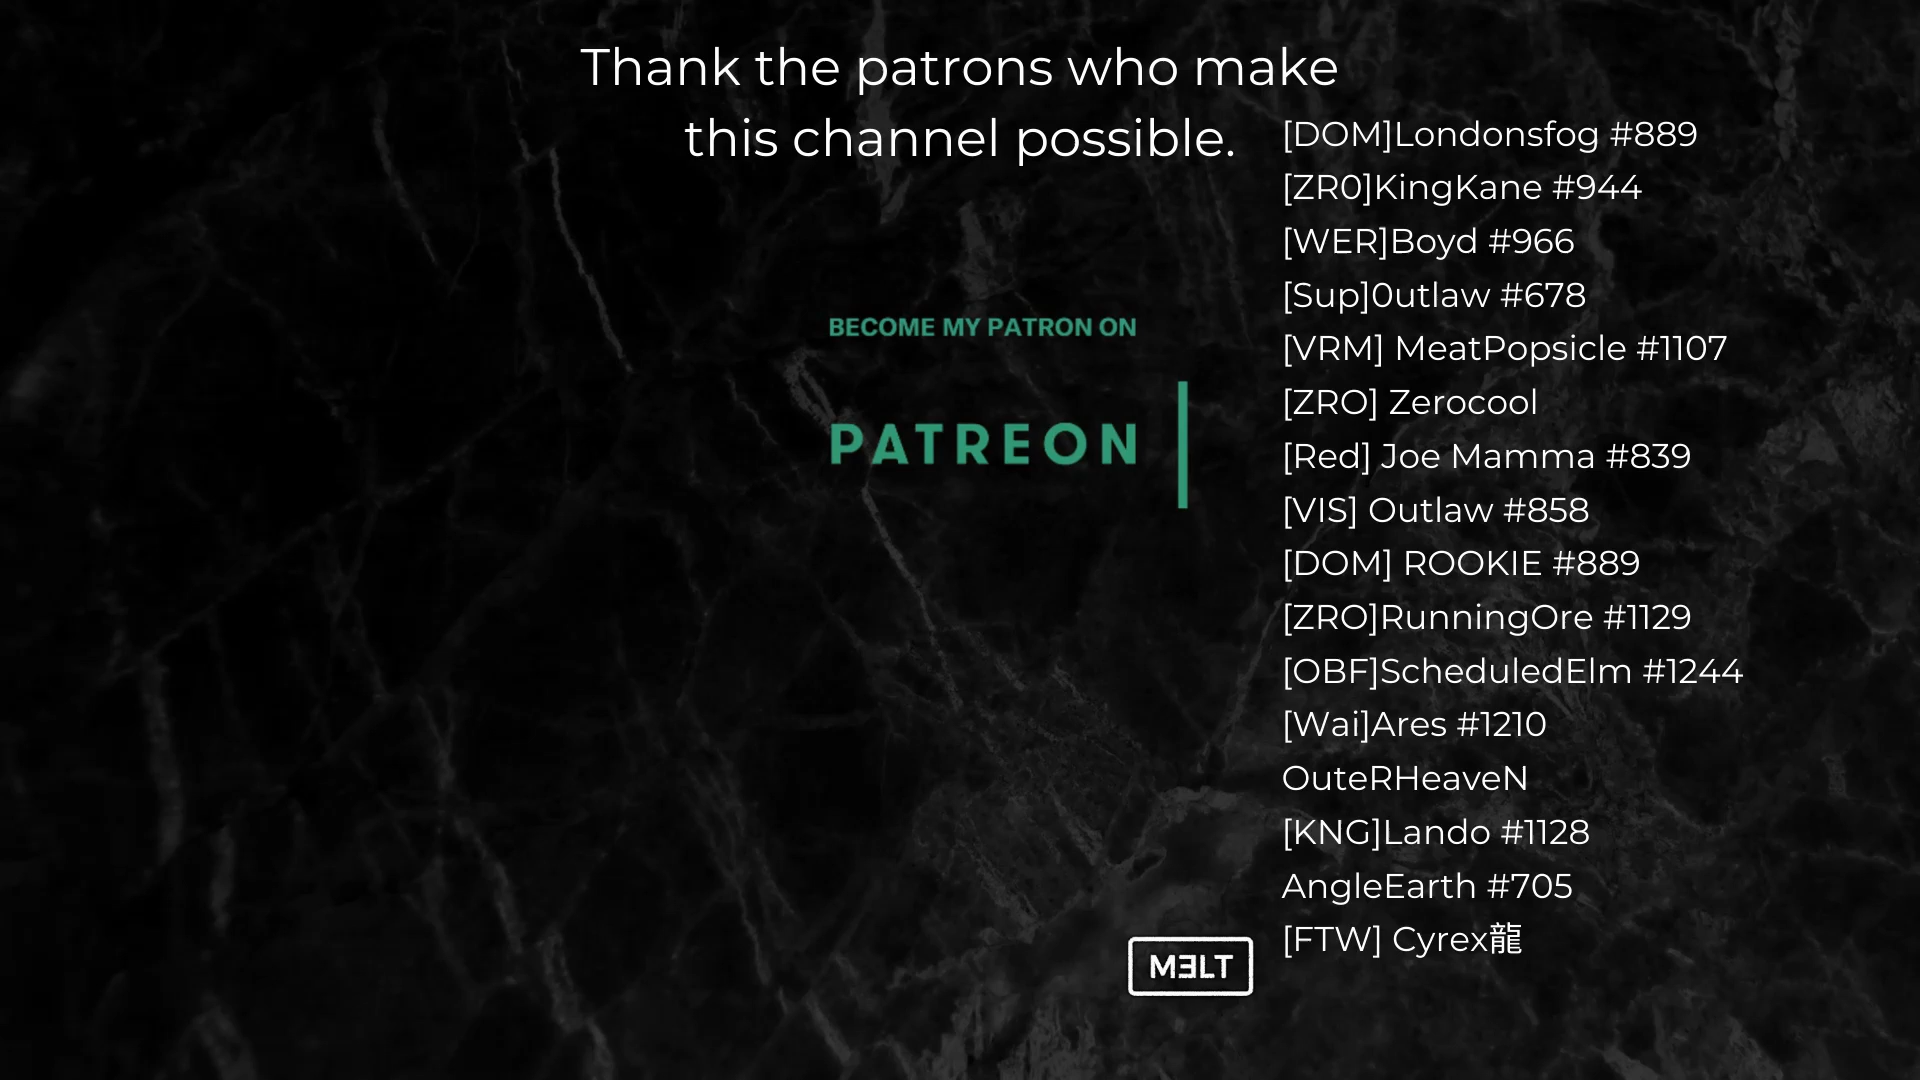 Thank the patrons who make
this channel possible.
BECOME MY PATRON ON
PATREON
[DOM]Londonsfog #889
[ZR0]KingKane #944
[WER]Boyd #966
[Sup]0utlaw #678
[VRM] MeatPopsicle #1107
[ZRO] Zerocool
[Red] Joe Mamma #839
[VIS] Outlaw #858
[DOM] ROOKIE #889
[ZRO]RunningOre #1129
[OBF]ScheduledElm #1244
[Wai]Ares #1210
OuteRHeaveN
[KNG]Lando #1128
AngleEarth #705
[FTW] Cyrex龍
MƎLT